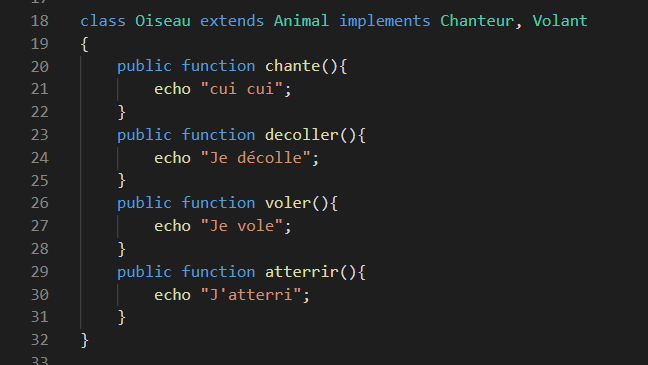 18 class Oiseau extends Animal implements Chanteur, Volant
19 {
20 public function chante(){
21 echo "cui cui";
22 }
23 public function decoller(){
24 echo "Je décolle";
25 }
26 public function voler(){
27 echo "Je vole";
28 }
29 public function atterrir(){
30 echo "J'atterri";
31 }
32 }
33